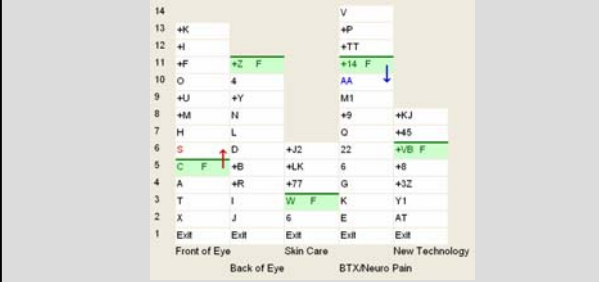 14 V
13 +K +P
12 +I +TT
11 +F +Z F +14 F
10 O 4 AA
9 +U +Y M1
8 +M N +9 +KJ
7 H L O +45
6 S D +J2 22 +VB F
5 C F +B +LK 6 +8
4 A +R +77 G +3Z
3 T I W F K Y1
2 X J 6 E AT
1 Exit Exit Exit Exit Exit
Front of Eye Skin Care New Technology
Back of Eye BTX/Neuro Pain